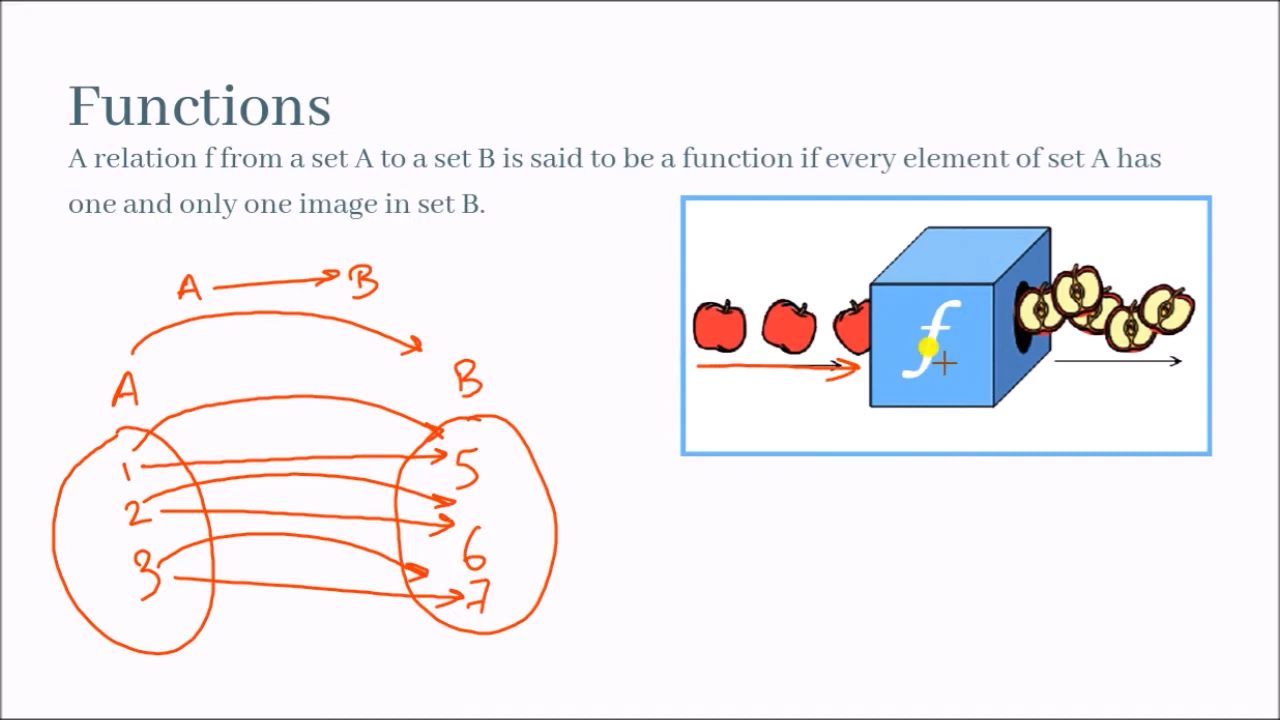 Functions
A relation f from a set A to a set B is said to be a function if every element of set A has
one and only one image in set B.
A B
A B
1 5
2 6
3 7
f